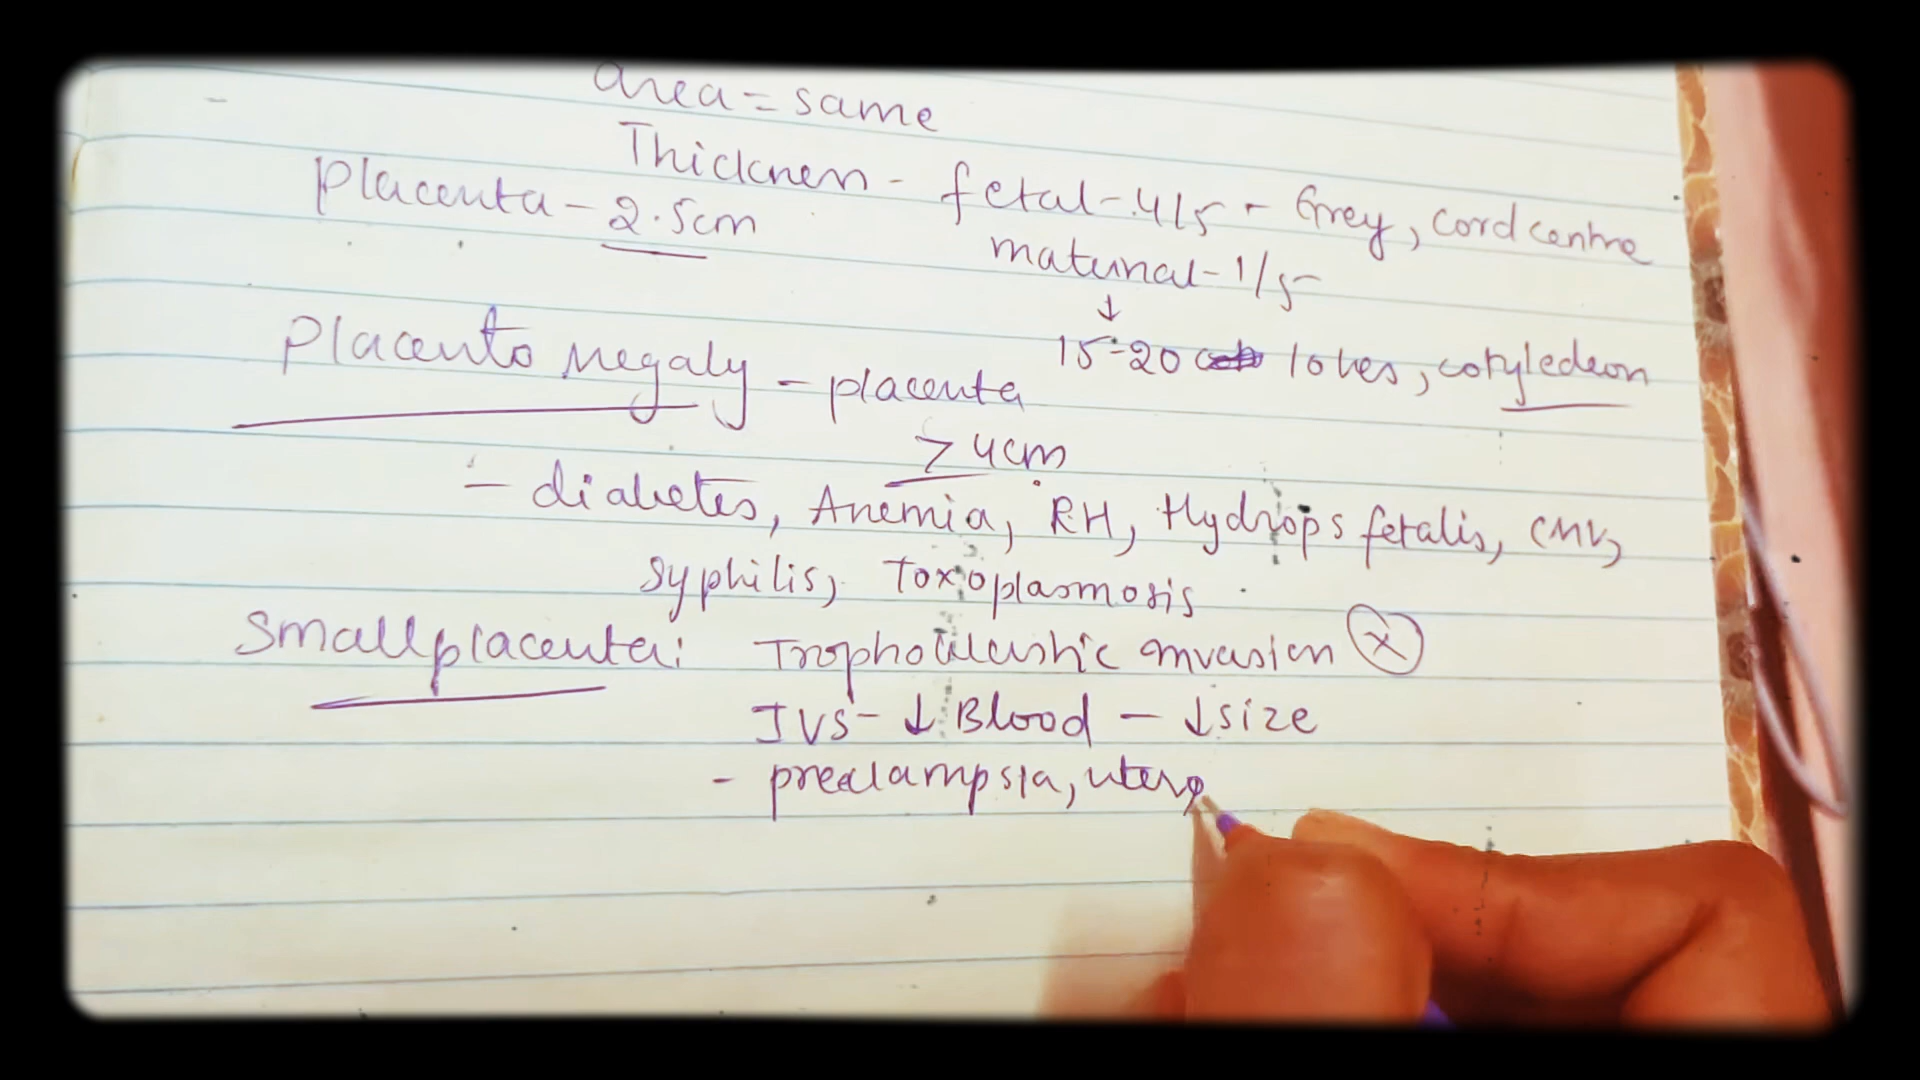 area = same
Thickness - fetal - 4/5 - Grey, cord centre
Placenta - 2.5cm
maternal - 1/5
↓
15-20 lobes, cotyledeon
Placento megaly - placenta
> 4cm
- diabetes, Anemia, RH, Hydrops fetalis, CMV,
Syphilis, Toxoplasmosis
Small placenta: Trophoblastic invasion X
IVS - ↓ Blood - ↓ size
- preclampsia, utero